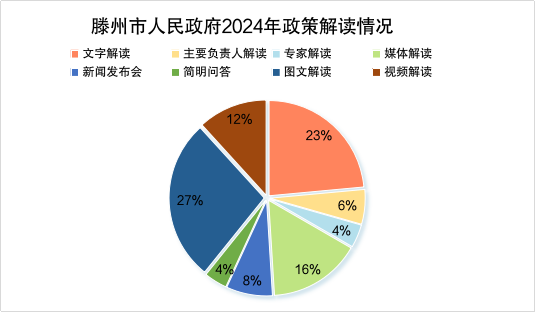 滕州市人民政府2024年政策解读情况
文字解读 主要负责人解读 专家解读 媒体解读
新闻发布会 简明问答 图文解读 视频解读
12%
23%
27%
6%
4%
16%
4%
8%